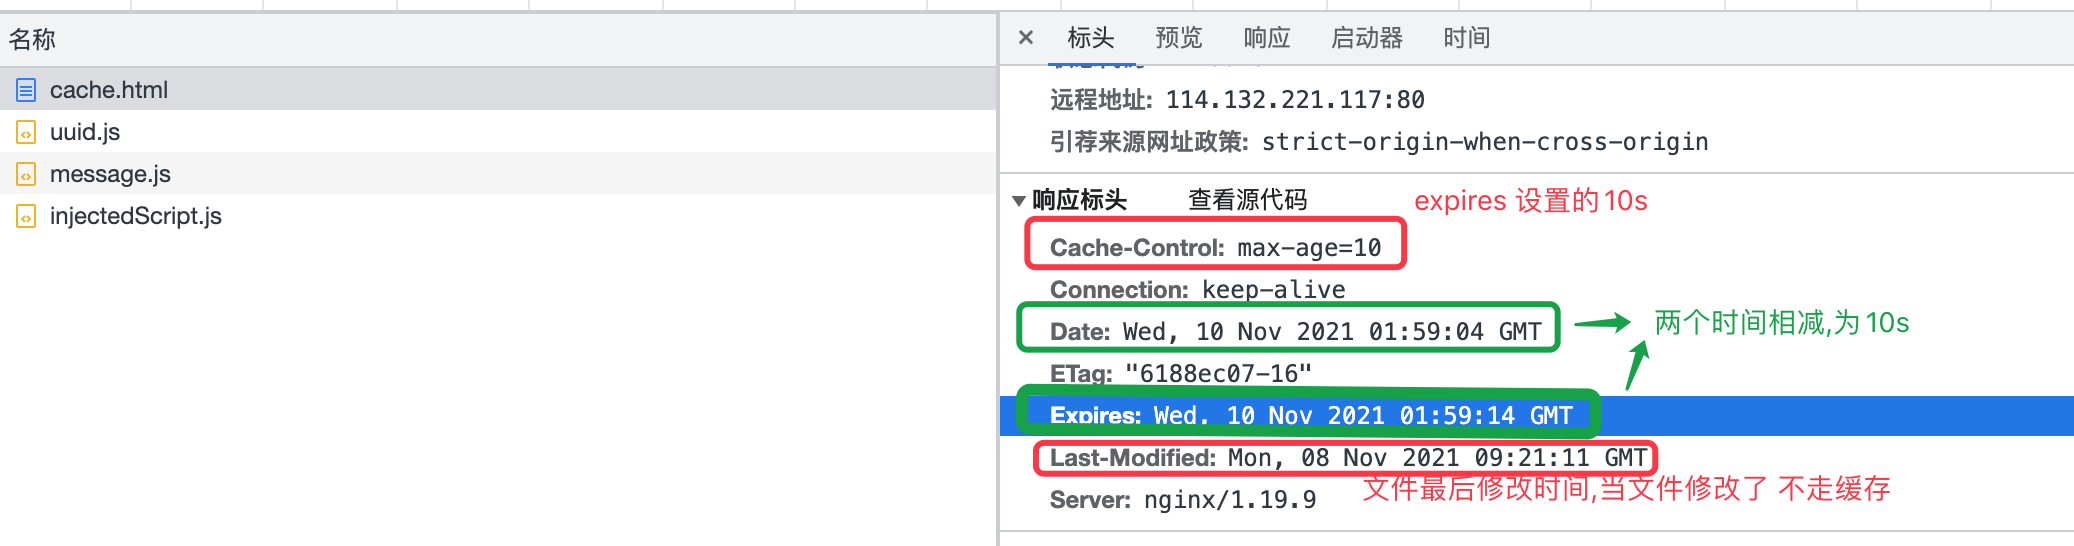 名称
cache.html
uuid.js
message.js
injectedScript.js
× 标头 预览 响应 启动器 时间
远程地址: 114.132.221.117:80
引荐来源网址政策: strict-origin-when-cross-origin
▼响应标头 查看源代码 expires 设置的10s
Cache-Control: max-age=10
Connection: keep-alive
Date: Wed, 10 Nov 2021 01:59:04 GMT 两个时间相减,为10s
ETag: "6188ec07-16"
Expires: Wed, 10 Nov 2021 01:59:14 GMT
Last-Modified: Mon, 08 Nov 2021 09:21:11 GMT
文件最后修改时间,当文件修改了 不走缓存
Server: nginx/1.19.9